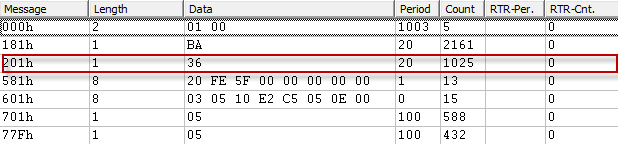 Message Length Data Period Count RTR-Per. RTR-Cnt.
000h 2 01 00 1003 5 0
181h 1 BA 20 2161 0
201h 1 36 20 1025 0
581h 8 20 FE 5F 00 00 00 00 00 1 13 0
601h 8 03 05 10 E2 C5 05 0E 00 0 15 0
701h 1 05 100 588 0
77Fh 1 05 100 432 0